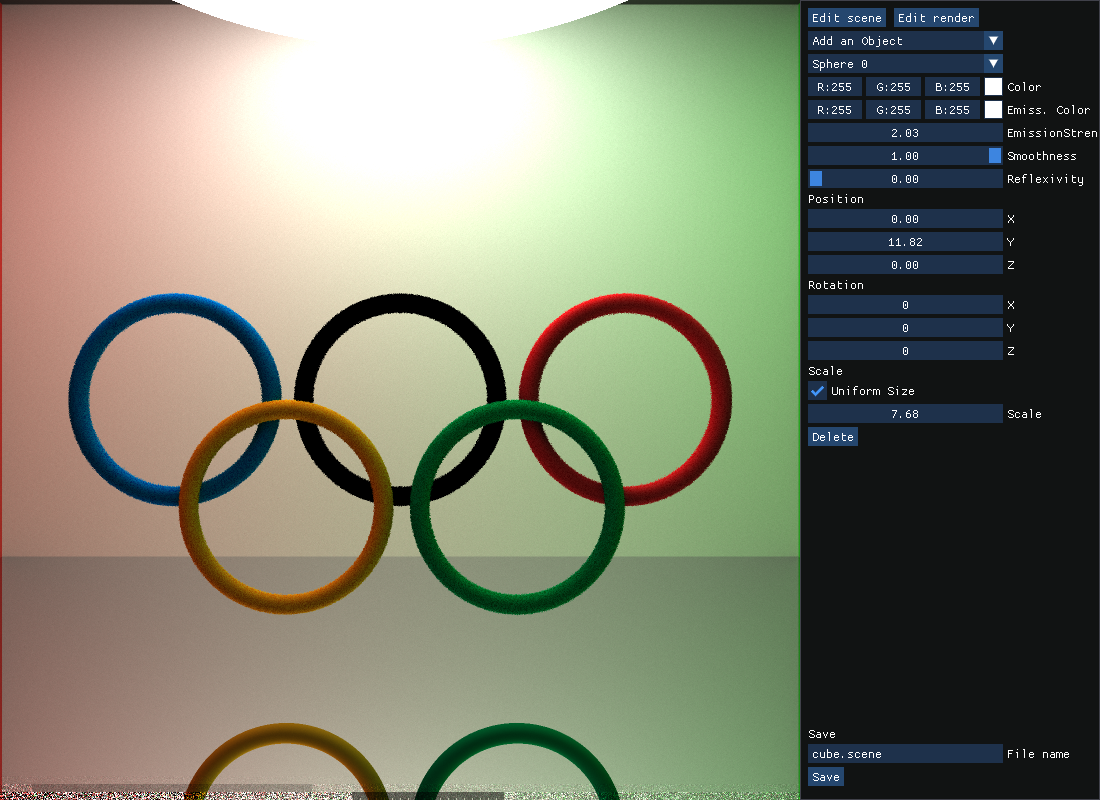 Edit scene Edit render
Add an Object
Sphere 0
R:255 G:255 B:255 Color
R:255 G:255 B:255 Emiss. Color
2.03 EmissionStren
1.00 Smoothness
0.00 Reflexivity
Position
0.00 X
11.82 Y
0.00 Z
Rotation
0 X
0 Y
0 Z
Scale
Uniform Size
7.68 Scale
Delete
Save
cube.scene File name
Save